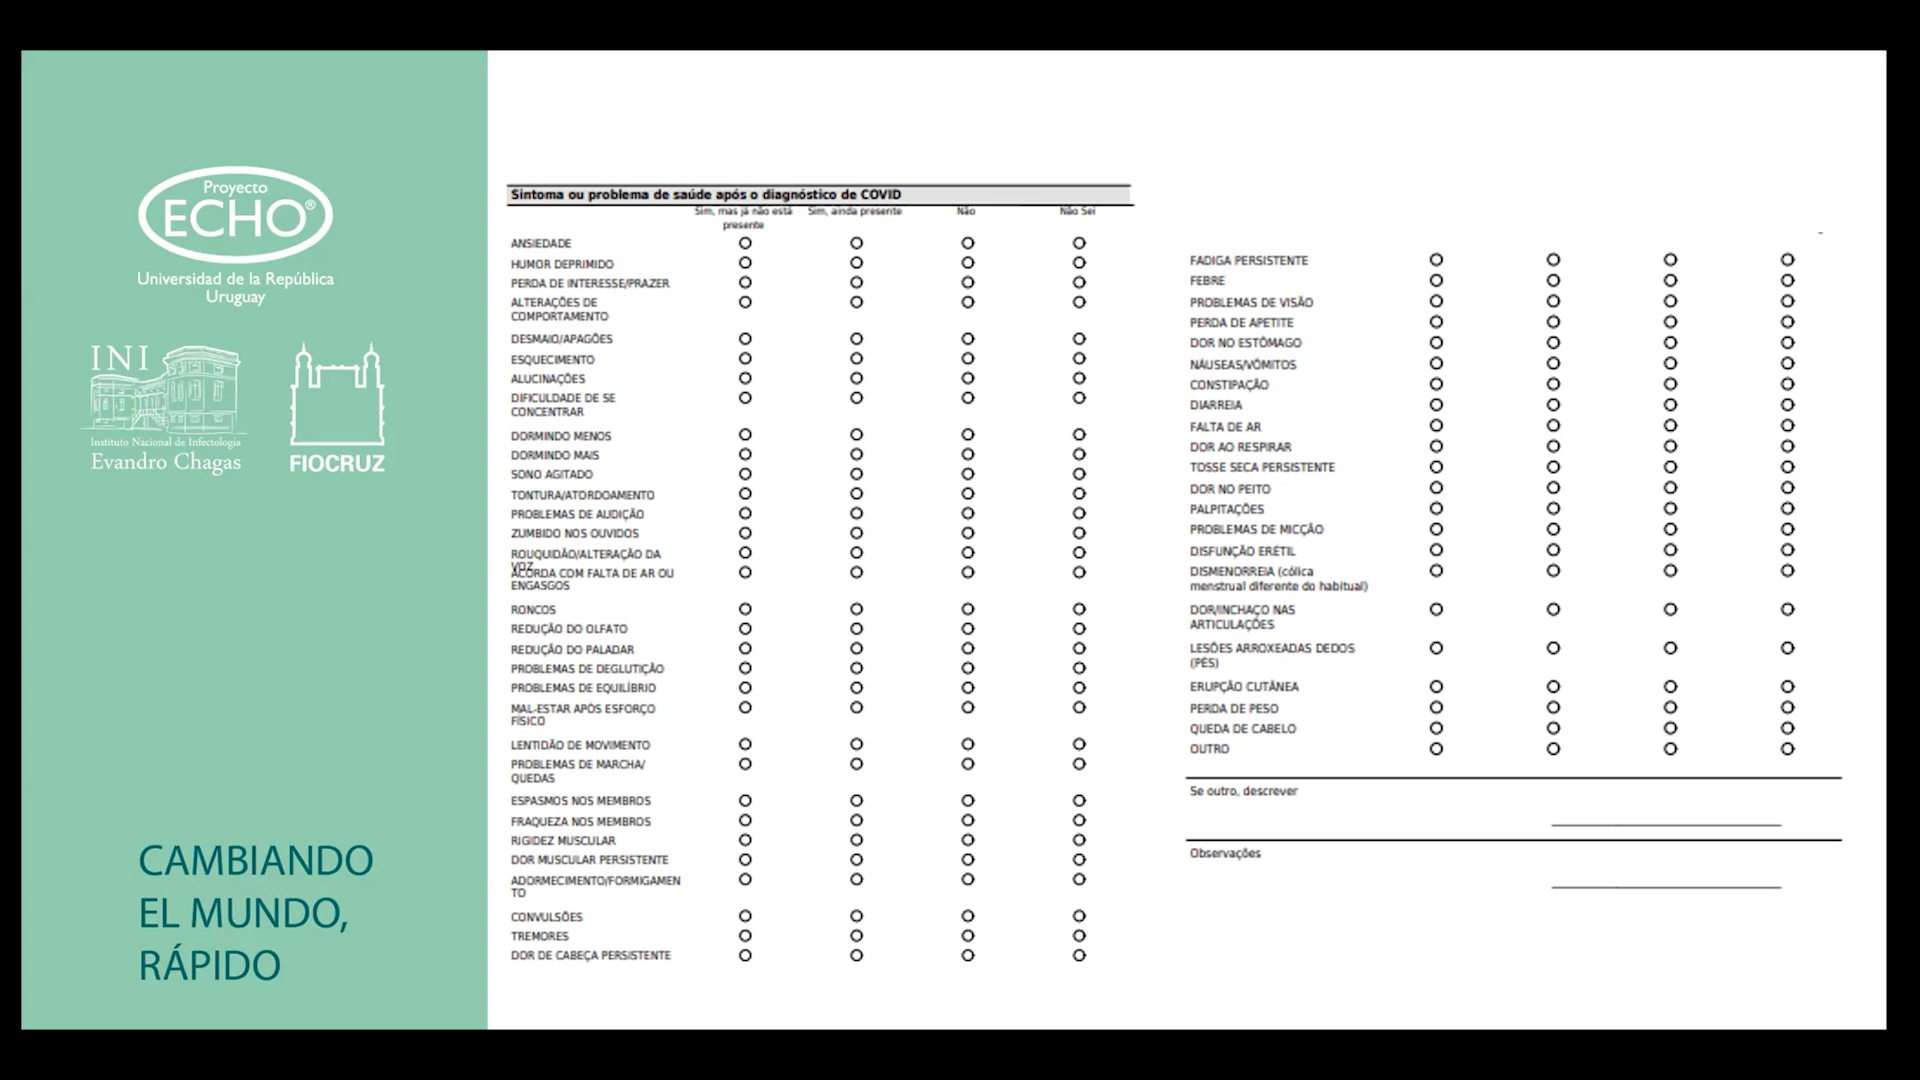 Proyecto
ECHO®
Universidad de la República
Uruguay
INI
Instituto Nacional de Infectología
Evandro Chagas
FIOCRUZ
CAMBIANDO
EL MUNDO,
RÁPIDO
Sintoma ou problema de saúde após o diagnóstico de COVID
Sim, mas já não está presente
Sim, ainda presente
Não
Não Sei
ANSIEDADE
HUMOR DEPRIMIDO
PERDA DE INTERESSE/PRAZER
ALTERAÇÕES DE
COMPORTAMENTO
DESMAIO/APAGÕES
ESQUECIMENTO
ALUCINAÇÕES
DIFICULDADE DE SE
CONCENTRAR
DORMINDO MENOS
DORMINDO MAIS
SONO AGITADO
TONTURA/ATORDOAMENTO
PROBLEMAS DE AUDIÇÃO
ZUMBIDO NOS OUVIDOS
ROUQUIDÃO/ALTERAÇÃO DA
VOZ
ACORDA COM FALTA DE AR OU
ENGASGOS
RONCOS
REDUÇÃO DO OLFATO
REDUÇÃO DO PALADAR
PROBLEMAS DE DEGLUTIÇÃO
PROBLEMAS DE EQUILÍBRIO
MAL-ESTAR APÓS ESFORÇO
FÍSICO
LENTIDÃO DE MOVIMENTO
PROBLEMAS DE MARCHA/
QUEDAS
ESPASMOS NOS MEMBROS
FRAQUEZA NOS MEMBROS
RIGIDEZ MUSCULAR
DOR MUSCULAR PERSISTENTE
ADORMECIMENTO/FORMIGAMEN
TO
CONVULSÕES
TREMORES
DOR DE CABEÇA PERSISTENTE
FADIGA PERSISTENTE
FEBRE
PROBLEMAS DE VISÃO
PERDA DE APETITE
DOR NO ESTÔMAGO
NÁUSEAS/VÔMITOS
CONSTIPAÇÃO
DIARREIA
FALTA DE AR
DOR AO RESPIRAR
TOSSE SECA PERSISTENTE
DOR NO PEITO
PALPITAÇÕES
PROBLEMAS DE MICÇÃO
DISFUNÇÃO ERÉTIL
DISMENORREIA (cólica
menstrual diferente do habitual)
DOR/INCHAÇO NAS
ARTICULAÇÕES
LESÕES ARROXEADAS DEDOS
(PÉS)
ERUPÇÃO CUTÂNEA
PERDA DE PESO
QUEDA DE CABELO
OUTRO
Se outro, descrever
Observações